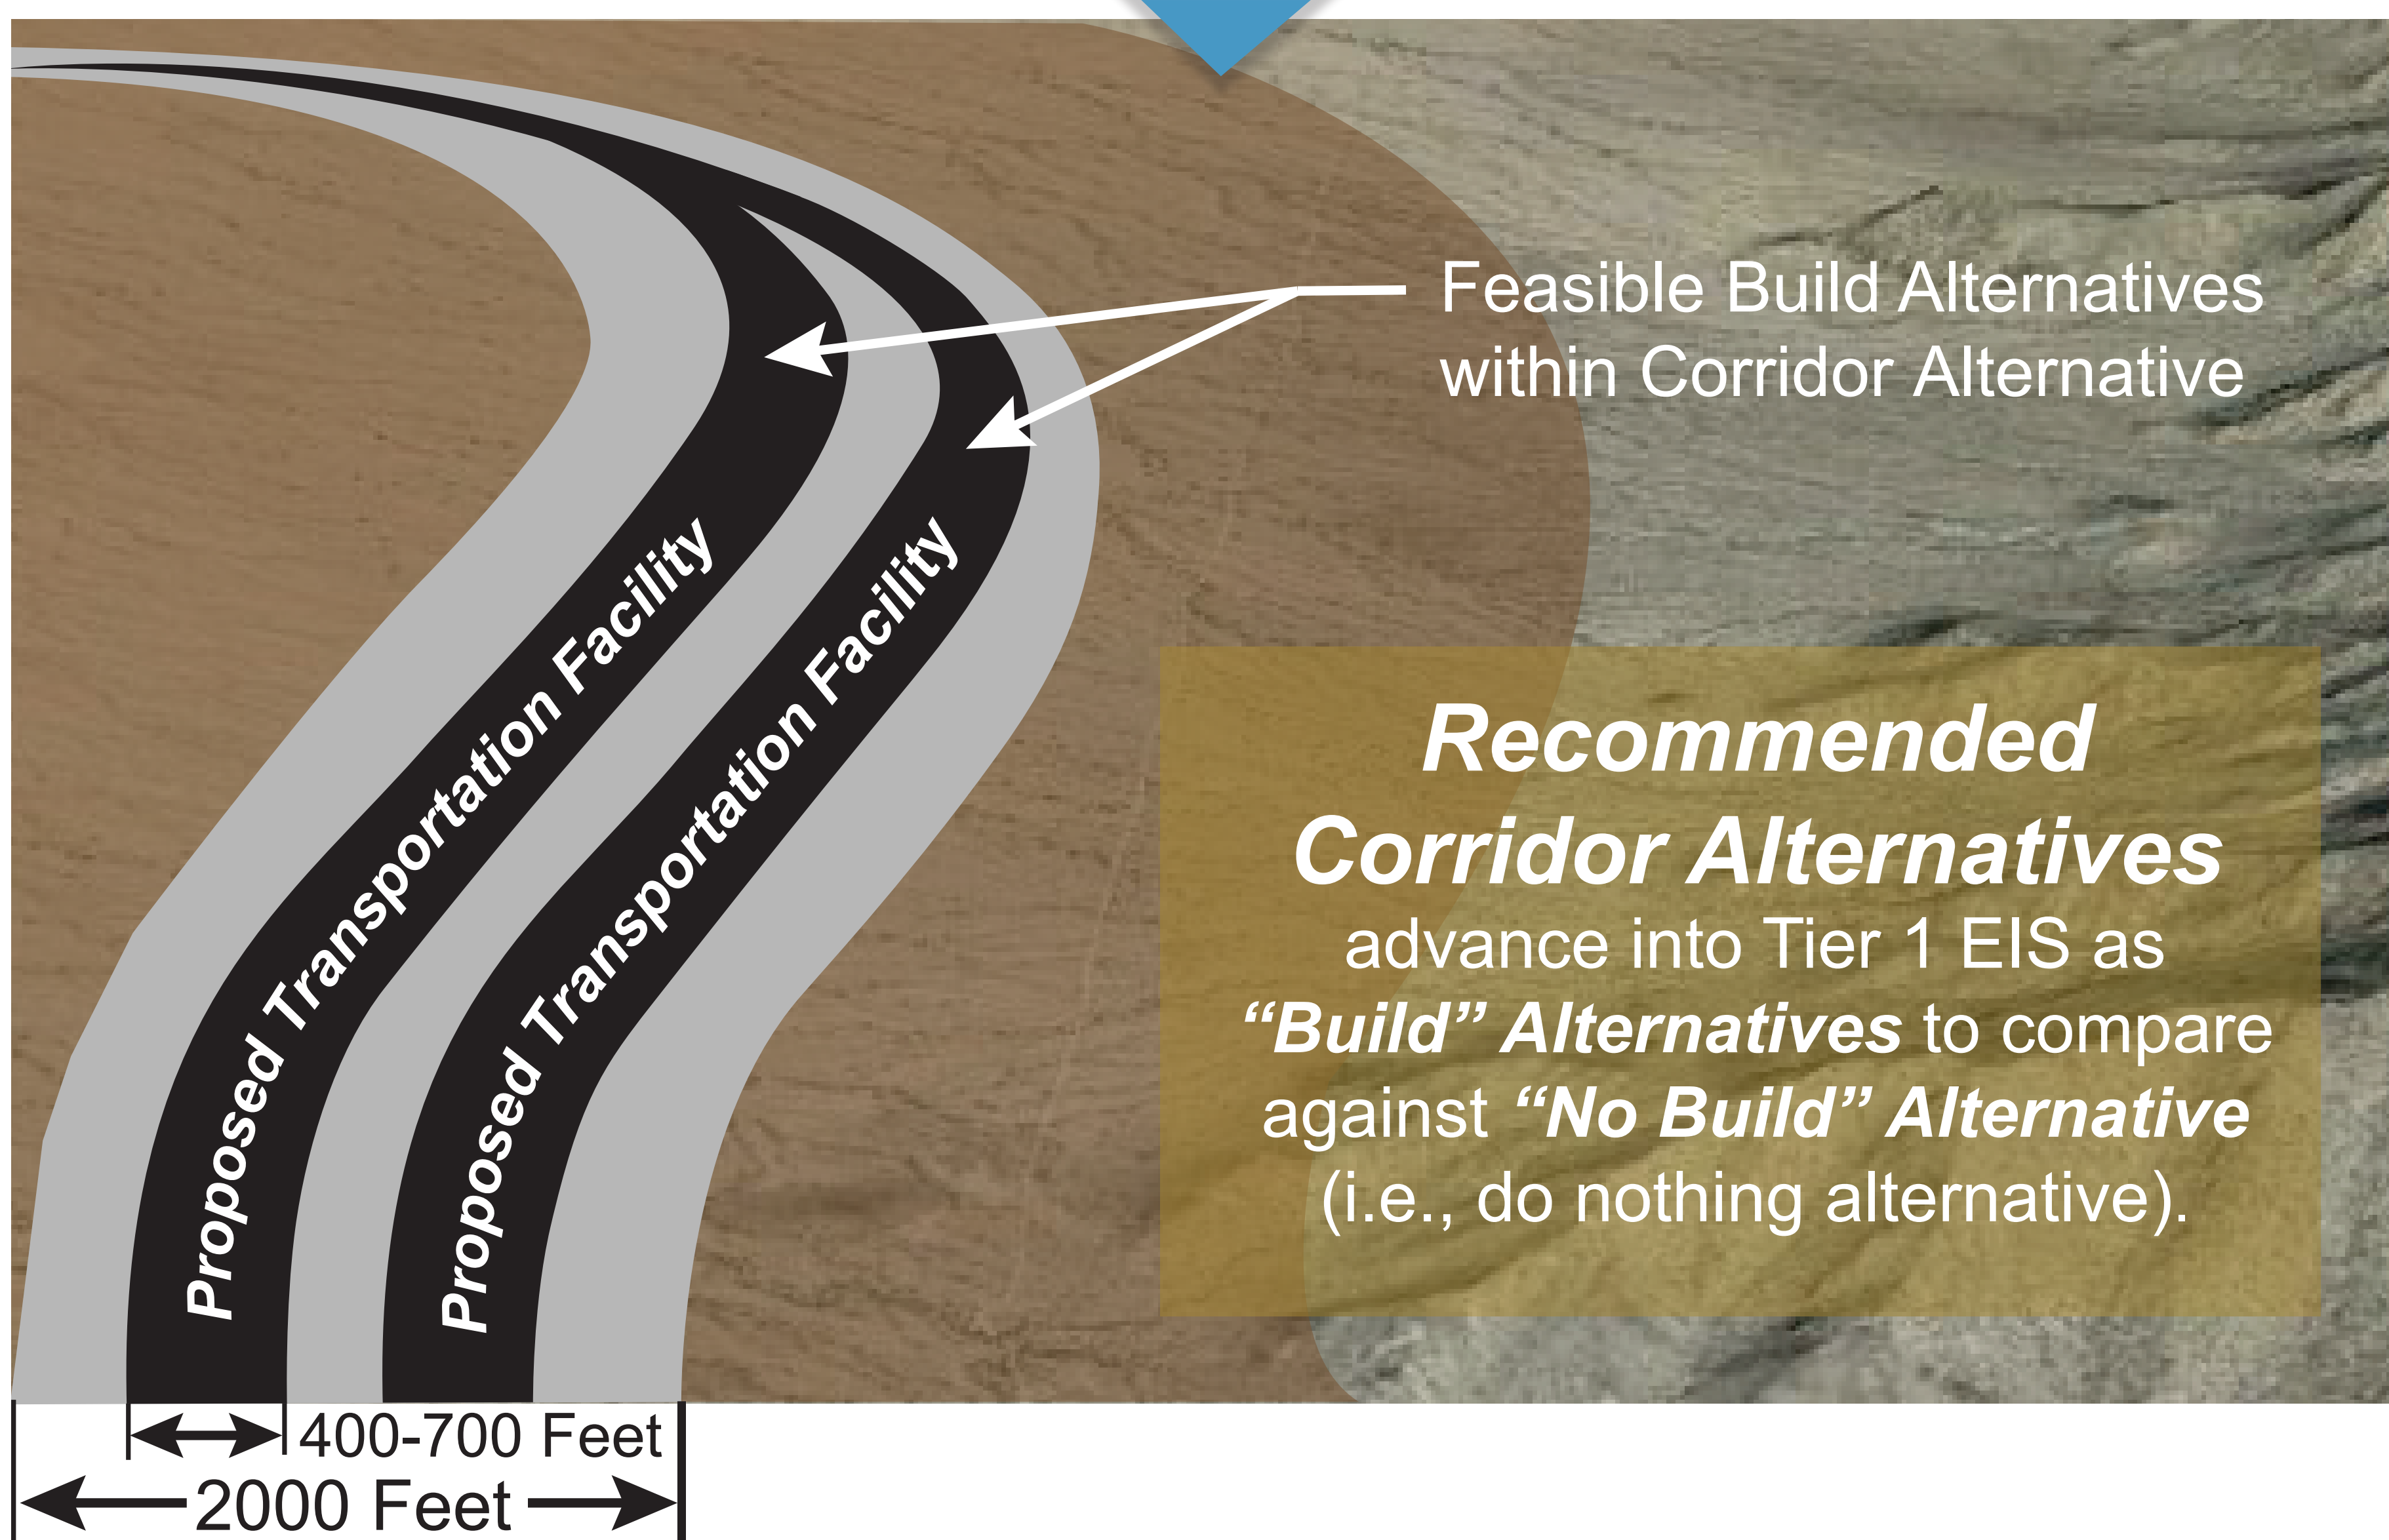 Feasible Build Alternatives
within Corridor Alternative
Proposed Transportation Facility
Proposed Transportation Facility
Recommended
Corridor Alternatives
advance into Tier 1 EIS as
“Build” Alternatives to compare
against “No Build” Alternative
(i.e., do nothing alternative).
400-700 Feet
2000 Feet